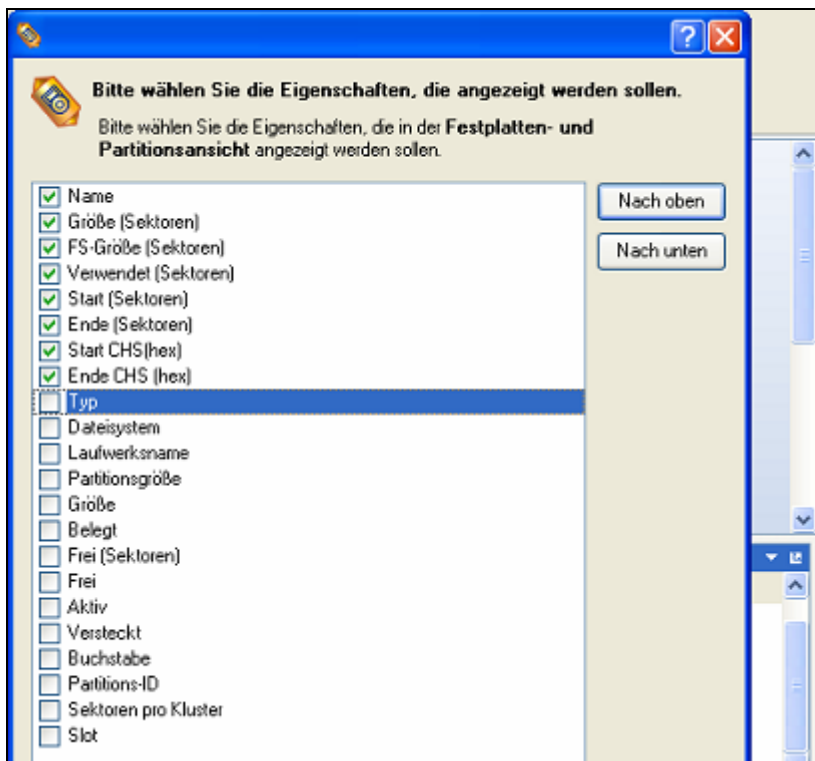 Bitte wählen Sie die Eigenschaften, die angezeigt werden sollen.
Bitte wählen Sie die Eigenschaften, die in der Festplatten- und
Partitionsansicht angezeigt werden sollen.
Name
Größe (Sektoren)
FS-Größe (Sektoren)
Verwendet (Sektoren)
Start (Sektoren)
Ende (Sektoren)
Start CHS(hex)
Ende CHS (hex)
Typ
Dateisystem
Laufwerksname
Partitionsgröße
Größe
Belegt
Frei (Sektoren)
Frei
Aktiv
Versteckt
Buchstabe
Partitions-ID
Sektoren pro Kluster
Slot
Nach oben
Nach unten